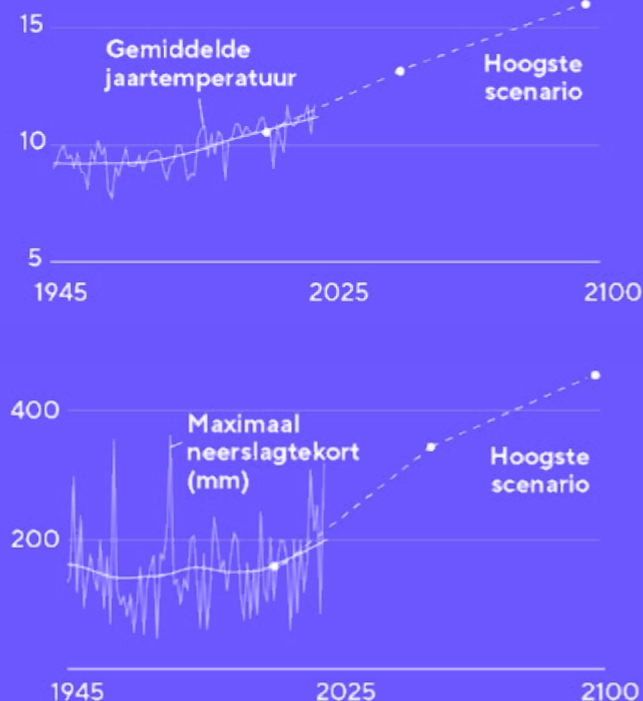 15
Gemiddelde
jaartemperatuur
Hoogste
scenario
10
5
1945
2025
2100
400
Maximaal
neerslagtekort
(mm)
Hoogste
scenario
200
1945
2025
2100